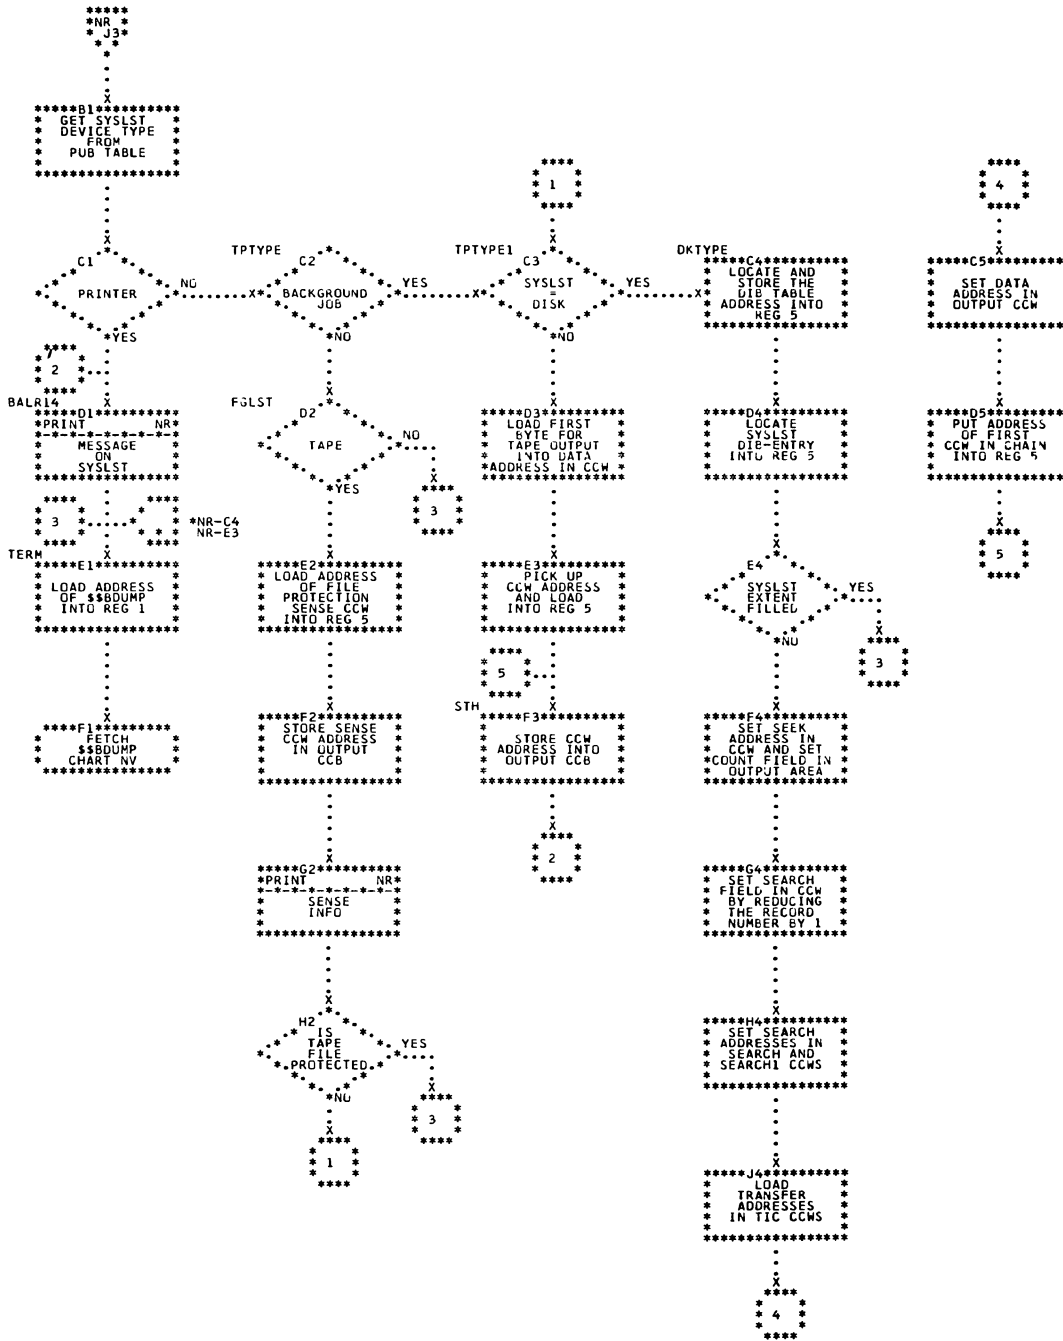 NR
J3
B1
GET SYSLST
DEVICE TYPE
FROM
PUB TABLE
C1
PRINTER
NO
YES
2
BALR14
D1
PRINT NR
MESSAGE
ON
SYSLST
3
*NR-C4
NR-E3
TERM
E1
LOAD ADDRESS
OF $$BDUMP
INTO REG 1
F1
FETCH
$$BDUMP
CHART NV
TPTYPE
C2
BACKGROUND
JOB
YES
NO
FGLST
D2
TAPE
NO
3
YES
E2
LOAD ADDRESS
OF FILE
PROTECTION
SENSE CCW
INTO REG 5
F2
STORE SENSE
CCW ADDRESS
IN OUTPUT
CCB
G2
PRINT NR
SENSE
INFO
H2
IS
TAPE
FILE
PROTECTED
YES
3
NO
1
1
TPTYPE1
C3
SYSLST
=
DISK
YES
NO
D3
LOAD FIRST
BYTE FOR
TAPE OUTPUT
INTO DATA
ADDRESS IN CCW
E3
PICK UP
CCW ADDRESS
AND LOAD
INTO REG 5
5
STH
F3
STORE CCW
ADDRESS INTO
OUTPUT CCB
2
DKTYPE
C4
LOCATE AND
STORE THE
DIB TABLE
ADDRESS INTO
REG 5
D4
LOCATE
SYSLST
DIB-ENTRY
INTO REG 5
E4
SYSLST
EXTENT
FILLED
YES
3
NO
F4
SET SEEK
ADDRESS IN
CCW AND SET
COUNT FIELD IN
OUTPUT AREA
G4
SET SEARCH
FIELD IN CCW
BY REDUCING
THE RECORD
NUMBER BY 1
H4
SET SEARCH
ADDRESSES IN
SEARCH AND
SEARCH1 CCWS
J4
LOAD
TRANSFER
ADDRESSES
IN TIC CCWS
4
4
C5
SET DATA
ADDRESS IN
OUTPUT CCW
D5
PUT ADDRESS
OF FIRST
CCW IN CHAIN
INTO REG 5
5